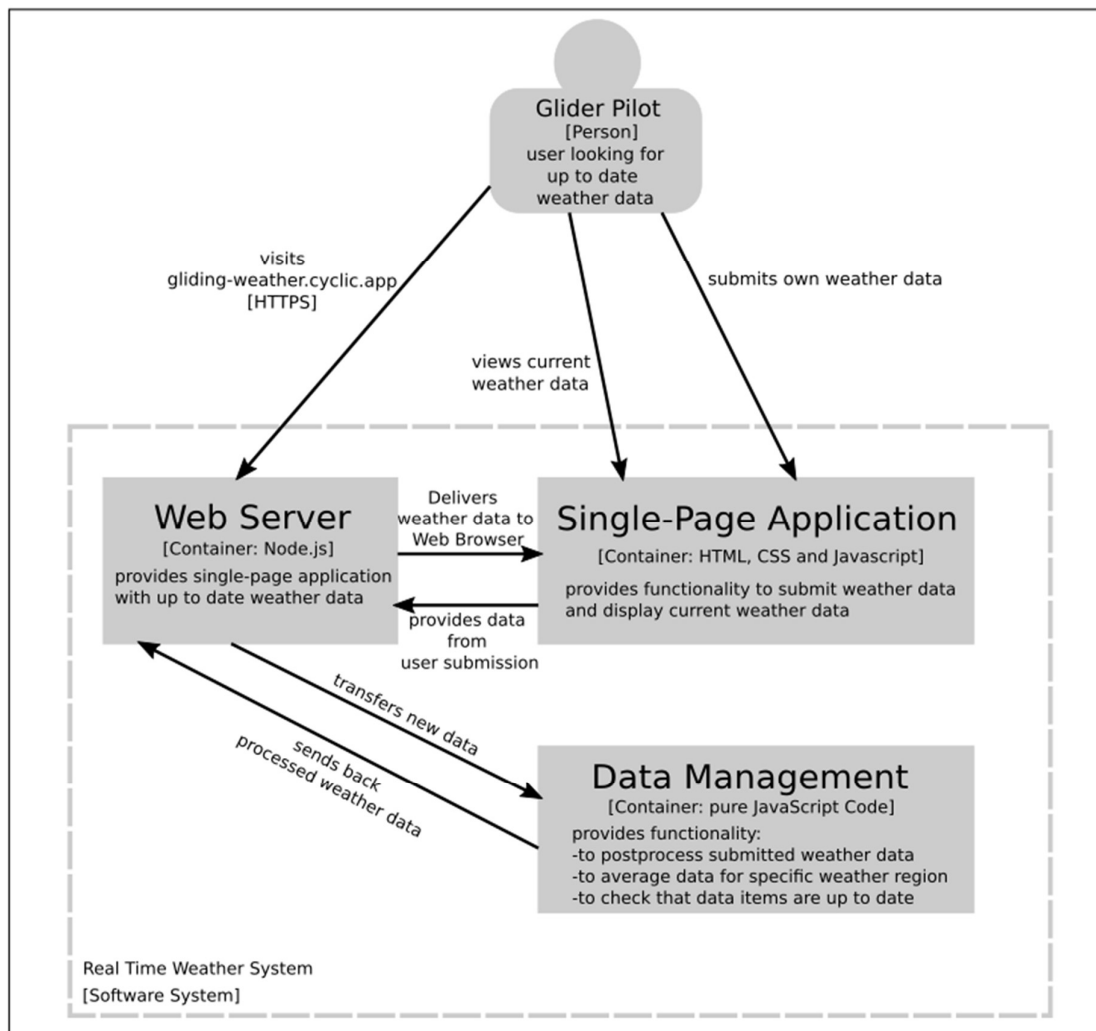 Glider Pilot
[Person]
user looking for
up to date
weather data
visits
gliding-weather.cyclic.app
[HTTPS]
submits own weather data
views current
weather data
Web Server
[Container: Node.js]
provides single-page application
with up to date weather data
Delivers
weather data to
Web Browser
provides data
from
user submission
Single-Page Application
[Container: HTML, CSS and Javascript]
provides functionality to submit weather data
and display current weather data
transfers new data
sends back
processed weather data
Data Management
[Container: pure JavaScript Code]
provides functionality:
-to postprocess submitted weather data
-to average data for specific weather region
-to check that data items are up to date
Real Time Weather System
[Software System]